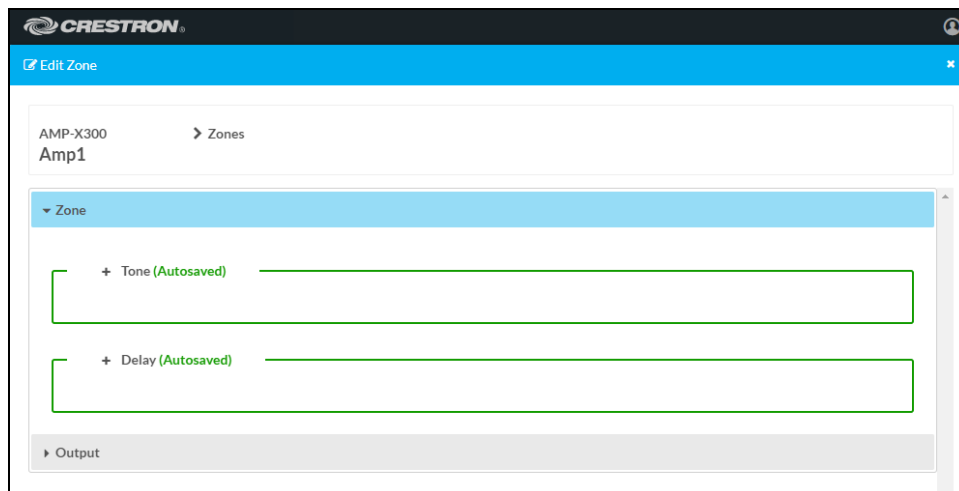 CRESTRON®
Edit Zone
AMP-X300 Zones
Amp1
Zone
+ Tone (Autosaved)
+ Delay (Autosaved)
Output